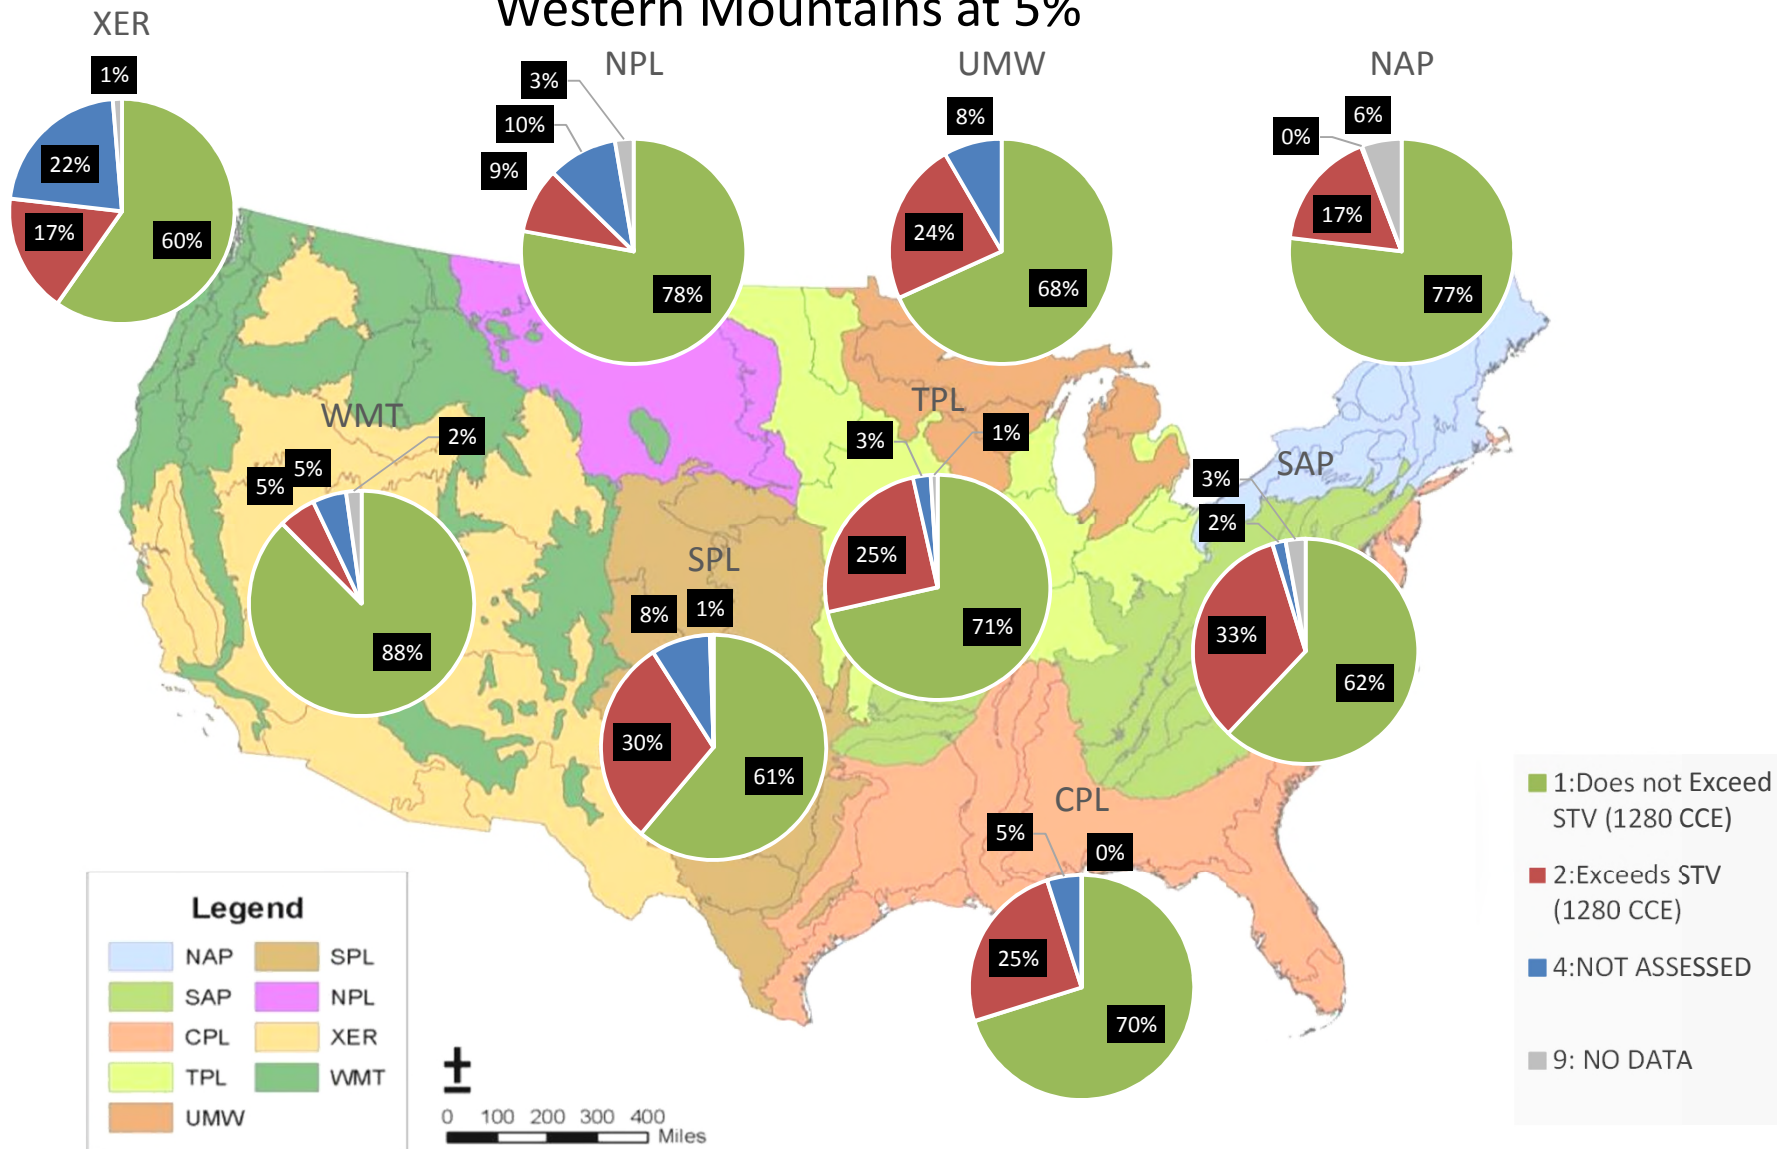 Western Mountains at 5%
XER
1%
22%
17%
60%
NPL
3%
10%
9%
78%
UMW
8%
24%
68%
NAP
6%
0%
17%
77%
WMT
2%
5%
5%
88%
TPL
3%
1%
25%
71%
SAP
3%
2%
33%
62%
SPL
8%
1%
30%
61%
CPL
5%
0%
25%
70%
1:Does not Exceed
STV (1280 CCE)
2:Exceeds STV
(1280 CCE)
4:NOT ASSESSED
9: NO DATA
Legend
NAP
SPL
SAP
NPL
CPL
XER
TPL
WMT
UMW
0 100 200 300 400
Miles